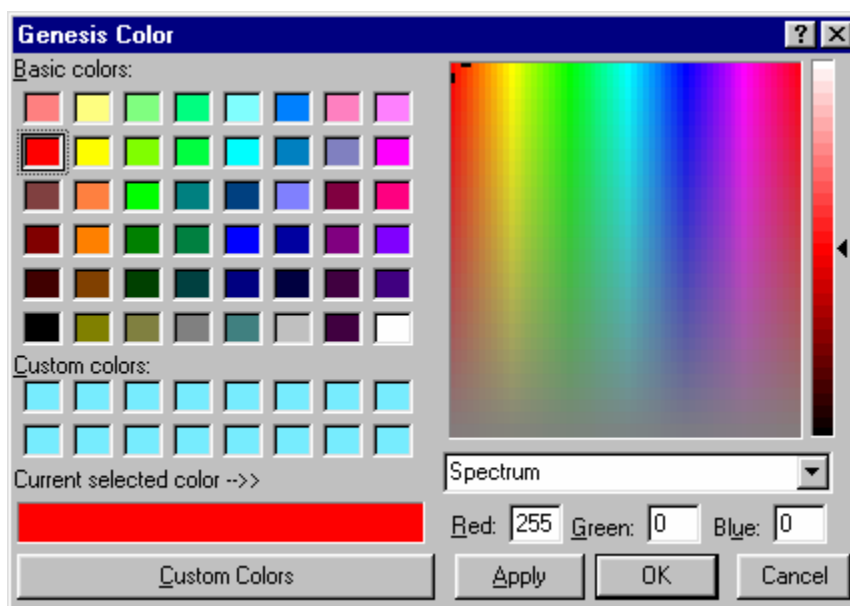 Genesis Color
Basic colors:
Custom colors:
Current selected color -->>
Custom Colors
Spectrum
Red: 255 Green: 0 Blue: 0
Apply OK Cancel